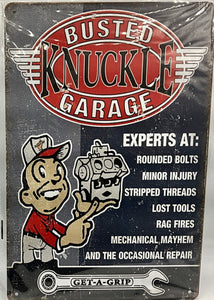 BUSTED
KNUCKLE
GARAGE
EXPERTS AT:
ROUNDED BOLTS
MINOR INJURY
STRIPPED THREADS
LOST TOOLS
RAG FIRES
MECHANICAL MAYHEM
AND THE OCCASIONAL REPAIR
GET-A-GRIP